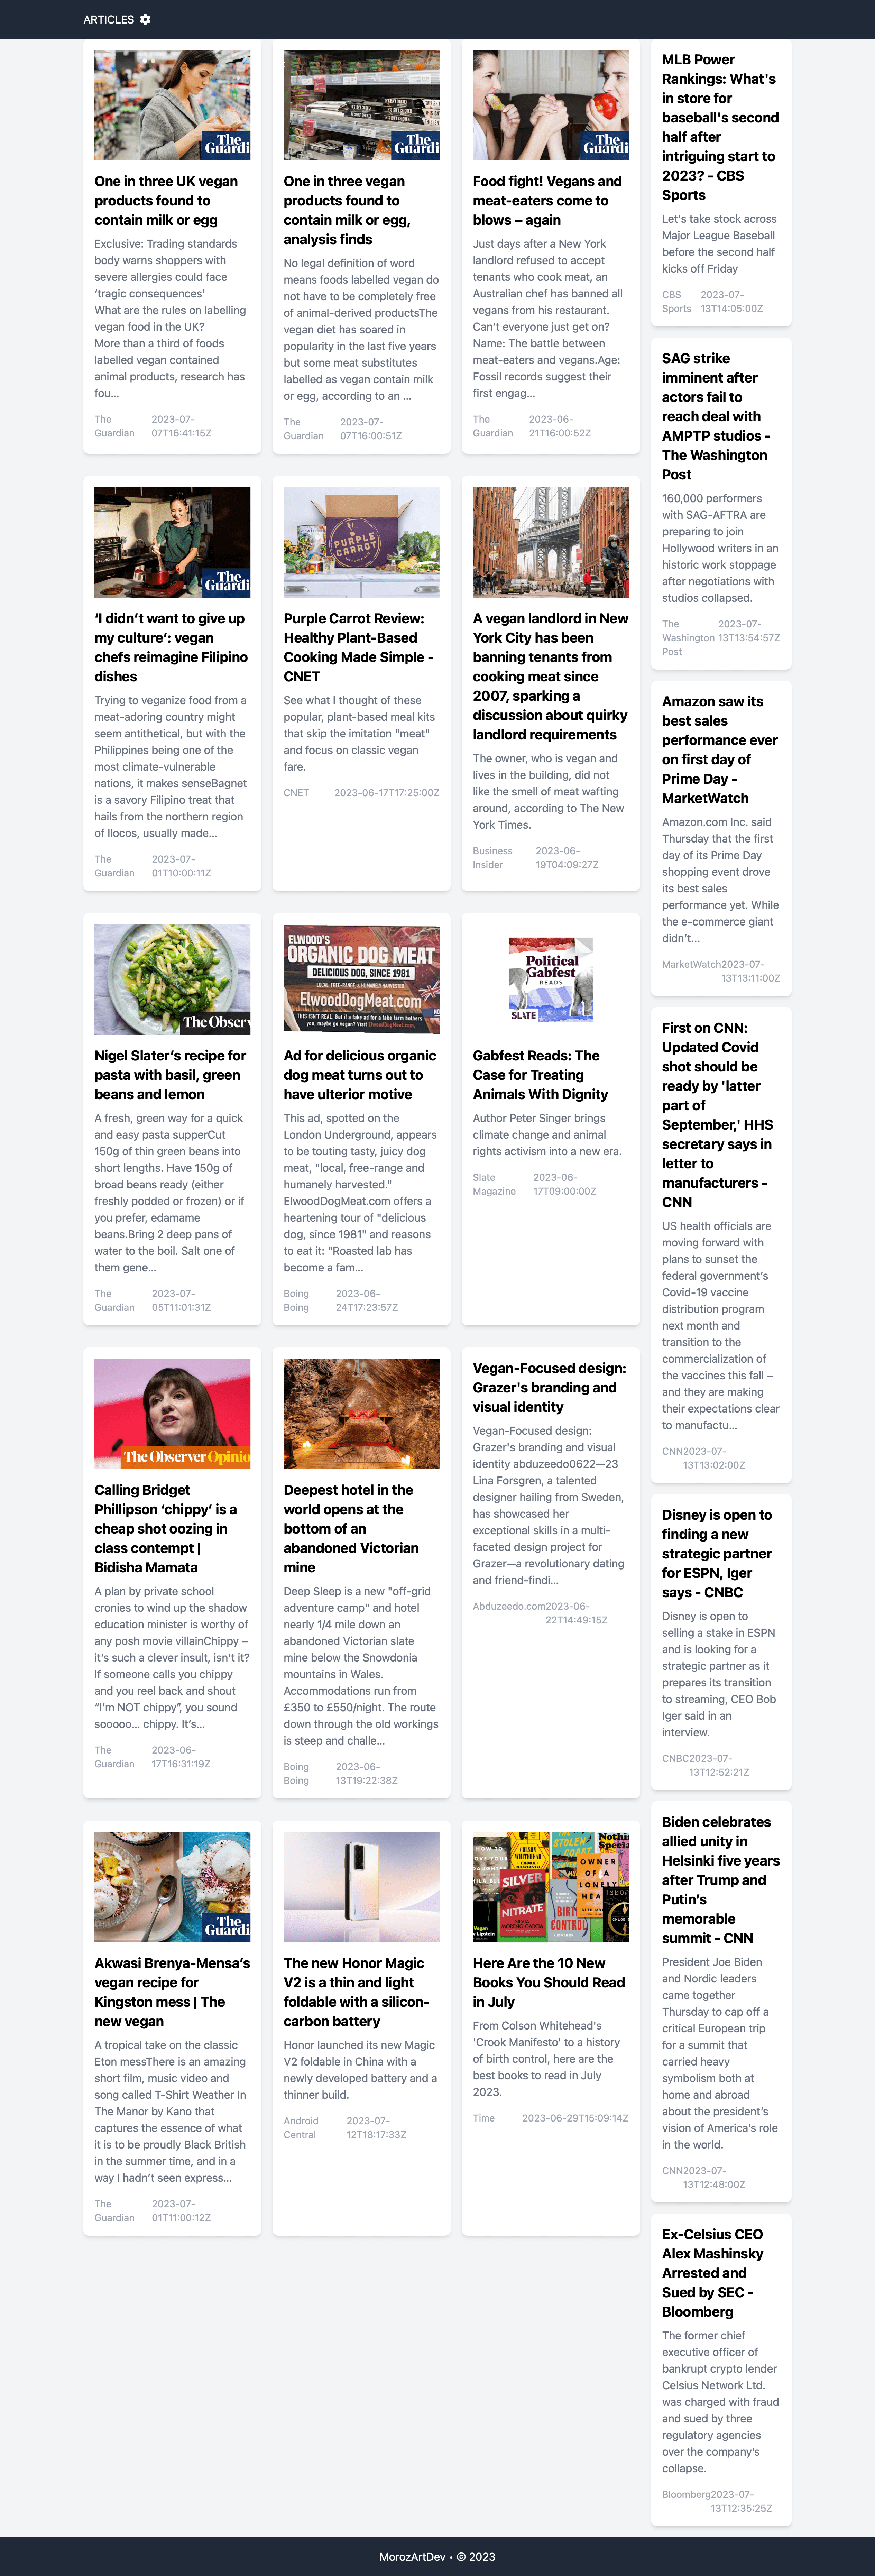 ARTICLES
The
Guardi
One in three UK vegan
products found to
contain milk or egg
Exclusive: Trading standards
body warns shoppers with
severe allergies could face
‘tragic consequences’
What are the rules on labelling
vegan food in the UK?
More than a third of foods
labelled vegan contained
animal products, research has
fou...
The
Guardian
2023-07-
07T16:41:15Z
The
Guardi
One in three vegan
products found to
contain milk or egg,
analysis finds
No legal definition of word
means foods labelled vegan do
not have to be completely free
of animal-derived productsThe
vegan diet has soared in
popularity in the last five years
but some meat substitutes
labelled as vegan contain milk
or egg, according to an ...
The
Guardian
2023-07-
07T16:00:51Z
The
Guardi
Food fight! Vegans and
meat-eaters come to
blows – again
Just days after a New York
landlord refused to accept
tenants who cook meat, an
Australian chef has banned all
vegans from his restaurant.
Can’t everyone just get on?
Name: The battle between
meat-eaters and vegans.Age:
Fossil records suggest their
first engag...
The
Guardian
2023-06-
21T16:00:52Z
The
Guardi
‘I didn’t want to give up
my culture’: vegan
chefs reimagine Filipino
dishes
Trying to veganize food from a
meat-adoring country might
seem antithetical, but with the
Philippines being one of the
most climate-vulnerable
nations, it makes senseBagnet
is a savory Filipino treat that
hails from the northern region
of Ilocos, usually made...
The
Guardian
2023-07-
01T10:00:11Z
PURPLE
CARROT
Purple Carrot Review:
Healthy Plant-Based
Cooking Made Simple -
CNET
See what I thought of these
popular, plant-based meal kits
that skip the imitation "meat"
and focus on classic vegan
fare.
CNET
2023-06-17T17:25:00Z
A vegan landlord in New
York City has been
banning tenants from
cooking meat since
2007, sparking a
discussion about quirky
landlord requirements
The owner, who is vegan and
lives in the building, did not
like the smell of meat wafting
around, according to The New
York Times.
Business
Insider
2023-06-
19T04:09:27Z
The Observ
Nigel Slater’s recipe for
pasta with basil, green
beans and lemon
A fresh, green way for a quick
and easy pasta supperCut
150g of thin green beans into
short lengths. Have 150g of
broad beans ready (either
freshly podded or frozen) or if
you prefer, edamame
beans.Bring 2 deep pans of
water to the boil. Salt one of
them gene...
The
Guardian
2023-07-
05T11:01:31Z
ELWOOD'S
ORGANIC DOG MEAT
DELICIOUS DOG, SINCE 1981
LOCAL, FREE-RANGE, & HUMANELY HARVESTED.
ElwoodDogMeat.com
THIS ISN'T REAL. But if a fake ad for a fake farm bothers
you, maybe go vegan? Visit ElwoodDogMeat.com
Ad for delicious organic
dog meat turns out to
have ulterior motive
This ad, spotted on the
London Underground, appears
to be touting tasty, juicy dog
meat, "local, free-range and
humanely harvested."
ElwoodDogMeat.com offers a
heartening tour of "delicious
dog, since 1981" and reasons
to eat it: "Roasted lab has
become a fam...
Boing
Boing
2023-06-
24T17:23:57Z
Political
Gabfest
READS
SLATE
Gabfest Reads: The
Case for Treating
Animals With Dignity
Author Peter Singer brings
climate change and animal
rights activism into a new era.
Slate
Magazine
2023-06-
17T09:00:00Z
The Observer Opinio
Calling Bridget
Phillipson ‘chippy’ is a
cheap shot oozing in
class contempt |
Bidisha Mamata
A plan by private school
cronies to wind up the shadow
education minister is worthy of
any posh movie villainChippy –
it’s such a clever insult, isn’t it?
If someone calls you chippy
and you reel back and shout
“I’m NOT chippy”, you sound
sooooo… chippy. It’s...
The
Guardian
2023-06-
17T16:31:19Z
Deepest hotel in the
world opens at the
bottom of an
abandoned Victorian
mine
Deep Sleep is a new "off-grid
adventure camp" and hotel
nearly 1/4 mile down an
abandoned Victorian slate
mine below the Snowdonia
mountains in Wales.
Accommodations run from
£350 to £550/night. The route
down through the old workings
is steep and challe...
Boing
Boing
2023-06-
13T19:22:38Z
Vegan-Focused design:
Grazer's branding and
visual identity
Vegan-Focused design:
Grazer's branding and visual
identity abduzeedo0622—23
Lina Forsgren, a talented
designer hailing from Sweden,
has showcased her
exceptional skills in a multi-
faceted design project for
Grazer—a revolutionary dating
and friend-findi...
Abduzeedo.com
2023-06-
22T14:49:15Z
The
Guardi
Akwasi Brenya-Mensa’s
vegan recipe for
Kingston mess | The
new vegan
A tropical take on the classic
Eton messThere is an amazing
short film, music video and
song called T-Shirt Weather In
The Manor by Kano that
captures the essence of what
it is to be proudly Black British
in the summer time, and in a
way I hadn’t seen express...
The
Guardian
2023-07-
01T11:00:12Z
The new Honor Magic
V2 is a thin and light
foldable with a silicon-
carbon battery
Honor launched its new Magic
V2 foldable in China with a
newly developed battery and a
thinner build.
Android
Central
2023-07-
12T18:17:33Z
HOW TO
COLSON
WHITEHEAD
STOLEN
COAST
Nothin
Specia
SILVER
NITRATE
SILVIA
MORENO-GARCIA
BIRTH
CONTROL
OWNER
OF A
LONELY
HEA
Here Are the 10 New
Books You Should Read
in July
From Colson Whitehead's
'Crook Manifesto' to a history
of birth control, here are the
best books to read in July
2023.
Time
2023-06-29T15:09:14Z
MLB Power
Rankings: What's
in store for
baseball's second
half after
intriguing start to
2023? - CBS
Sports
Let's take stock across
Major League Baseball
before the second half
kicks off Friday
CBS
Sports
2023-07-
13T14:05:00Z
SAG strike
imminent after
actors fail to
reach deal with
AMPTP studios -
The Washington
Post
160,000 performers
with SAG-AFTRA are
preparing to join
Hollywood writers in an
historic work stoppage
after negotiations with
studios collapsed.
The
Washington
Post
2023-07-
13T13:54:57Z
Amazon saw its
best sales
performance ever
on first day of
Prime Day -
MarketWatch
Amazon.com Inc. said
Thursday that the first
day of its Prime Day
shopping event drove
its best sales
performance yet. While
the e-commerce giant
didn’t...
MarketWatch
2023-07-
13T13:11:00Z
First on CNN:
Updated Covid
shot should be
ready by 'latter
part of
September,' HHS
secretary says in
letter to
manufacturers -
CNN
US health officials are
moving forward with
plans to sunset the
federal government’s
Covid-19 vaccine
distribution program
next month and
transition to the
commercialization of
the vaccines this fall –
and they are making
their expectations clear
to manufactu...
CNN
2023-07-
13T13:02:00Z
Disney is open to
finding a new
strategic partner
for ESPN, Iger
says - CNBC
Disney is open to
selling a stake in ESPN
and is looking for a
strategic partner as it
prepares its transition
to streaming, CEO Bob
Iger said in an
interview.
CNBC
2023-07-
13T12:52:21Z
Biden celebrates
allied unity in
Helsinki five years
after Trump and
Putin’s
memorable
summit - CNN
President Joe Biden
and Nordic leaders
came together
Thursday to cap off a
critical European trip
for a summit that
carried heavy
symbolism both at
home and abroad
about the president’s
vision of America’s role
in the world.
CNN
2023-07-
13T12:48:00Z
Ex-Celsius CEO
Alex Mashinsky
Arrested and
Sued by SEC -
Bloomberg
The former chief
executive officer of
bankrupt crypto lender
Celsius Network Ltd.
was charged with fraud
and sued by three
regulatory agencies
over the company’s
collapse.
Bloomberg
2023-07-
13T12:35:25Z
MorozArtDev • © 2023